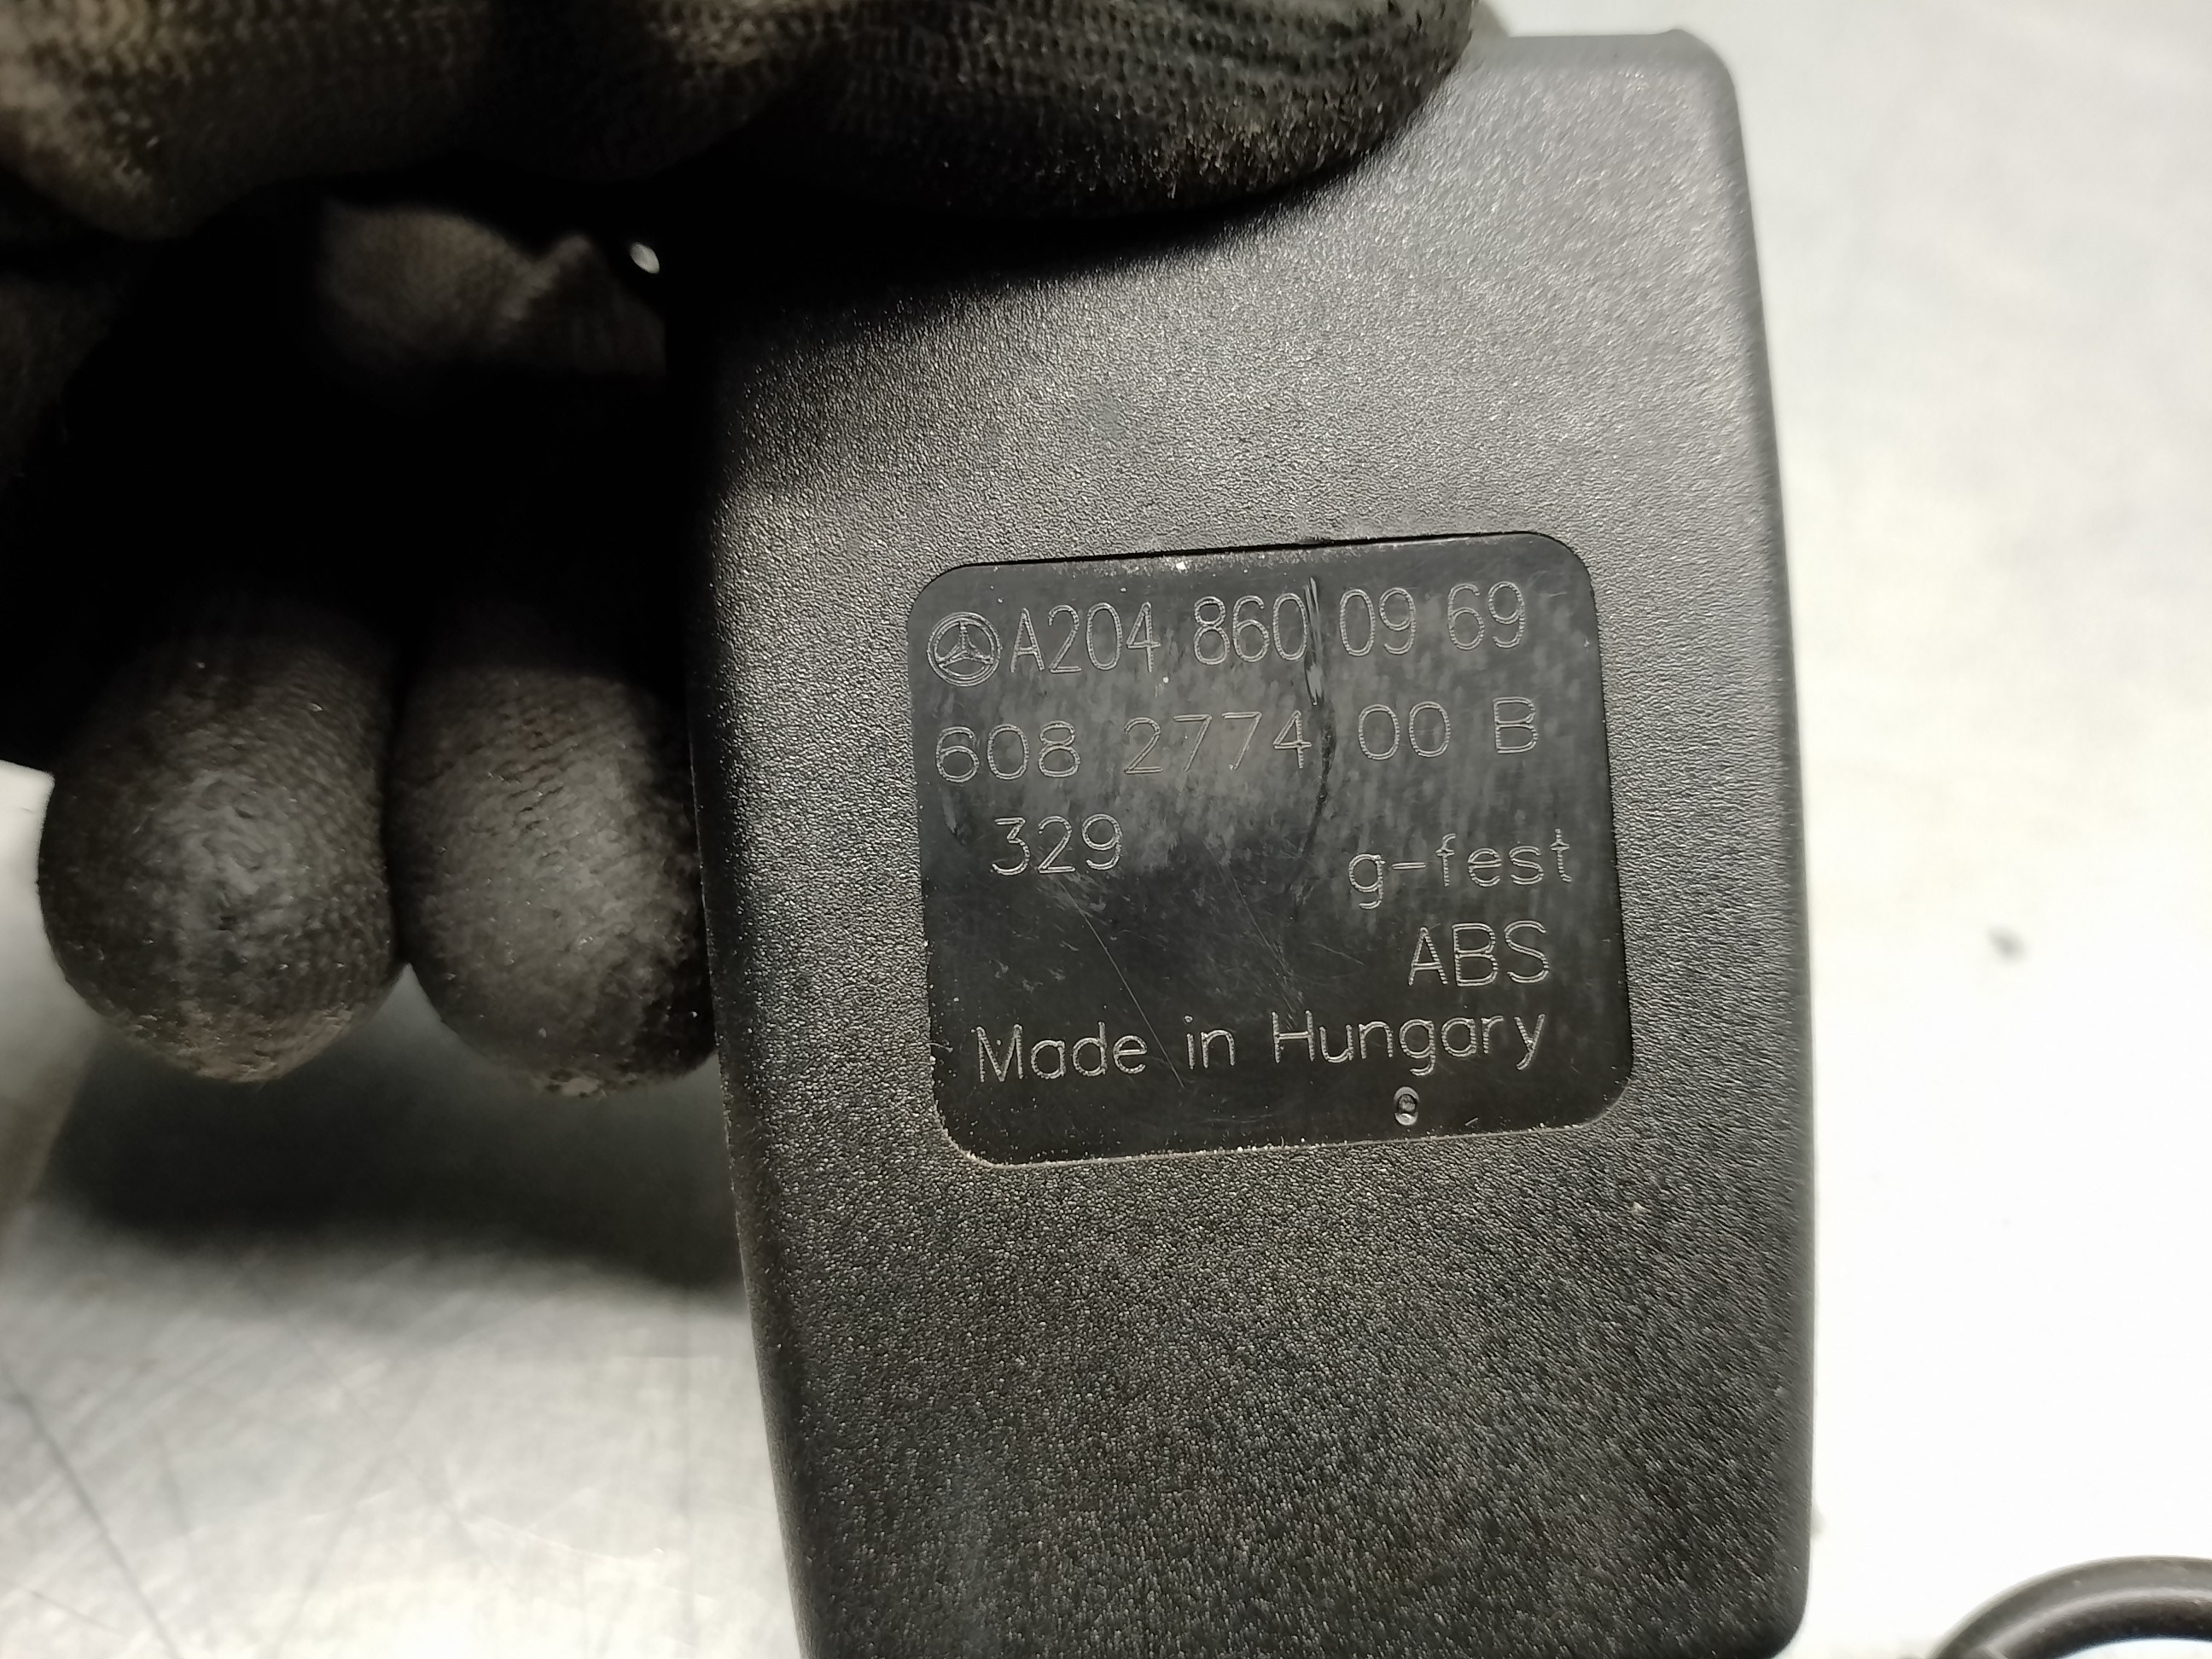 A204 860 09 69
608 2774 00 B
329
g-fest
ABS
Made in Hungary